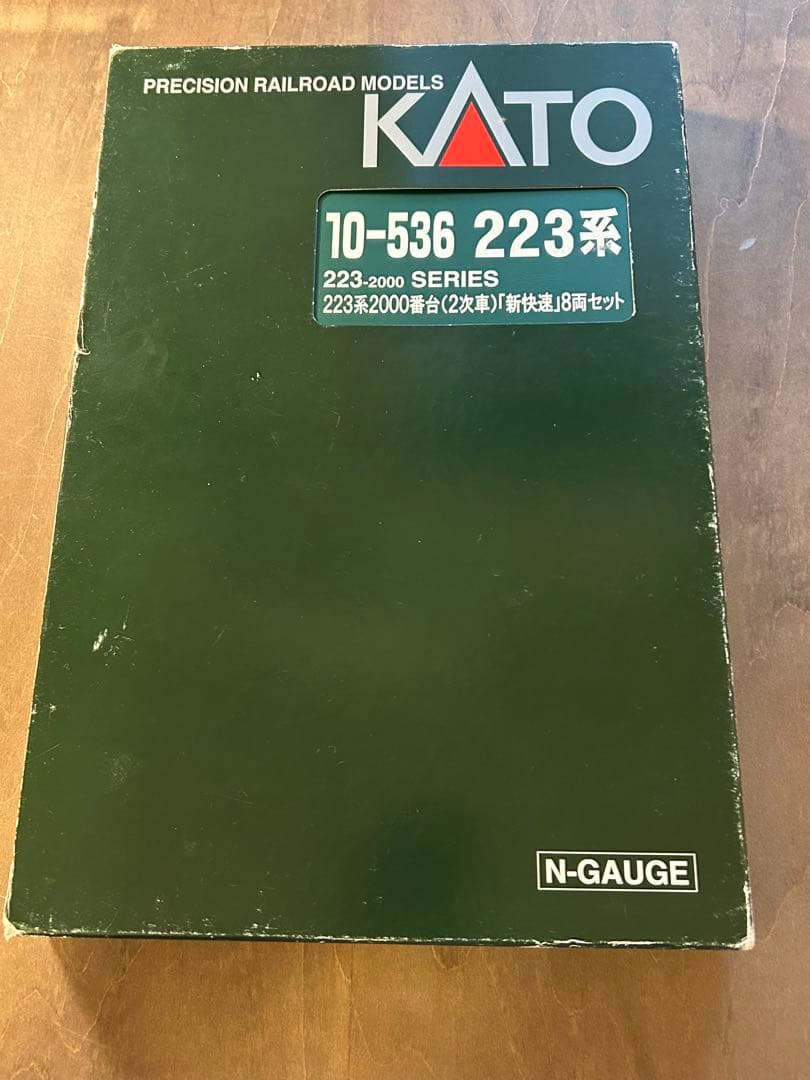 PRECISION RAILROAD MODELS
KATO
10-536 223系
223-2000 SERIES
223系2000番台(2次車)「新快速」8両セット
N-GAUGE